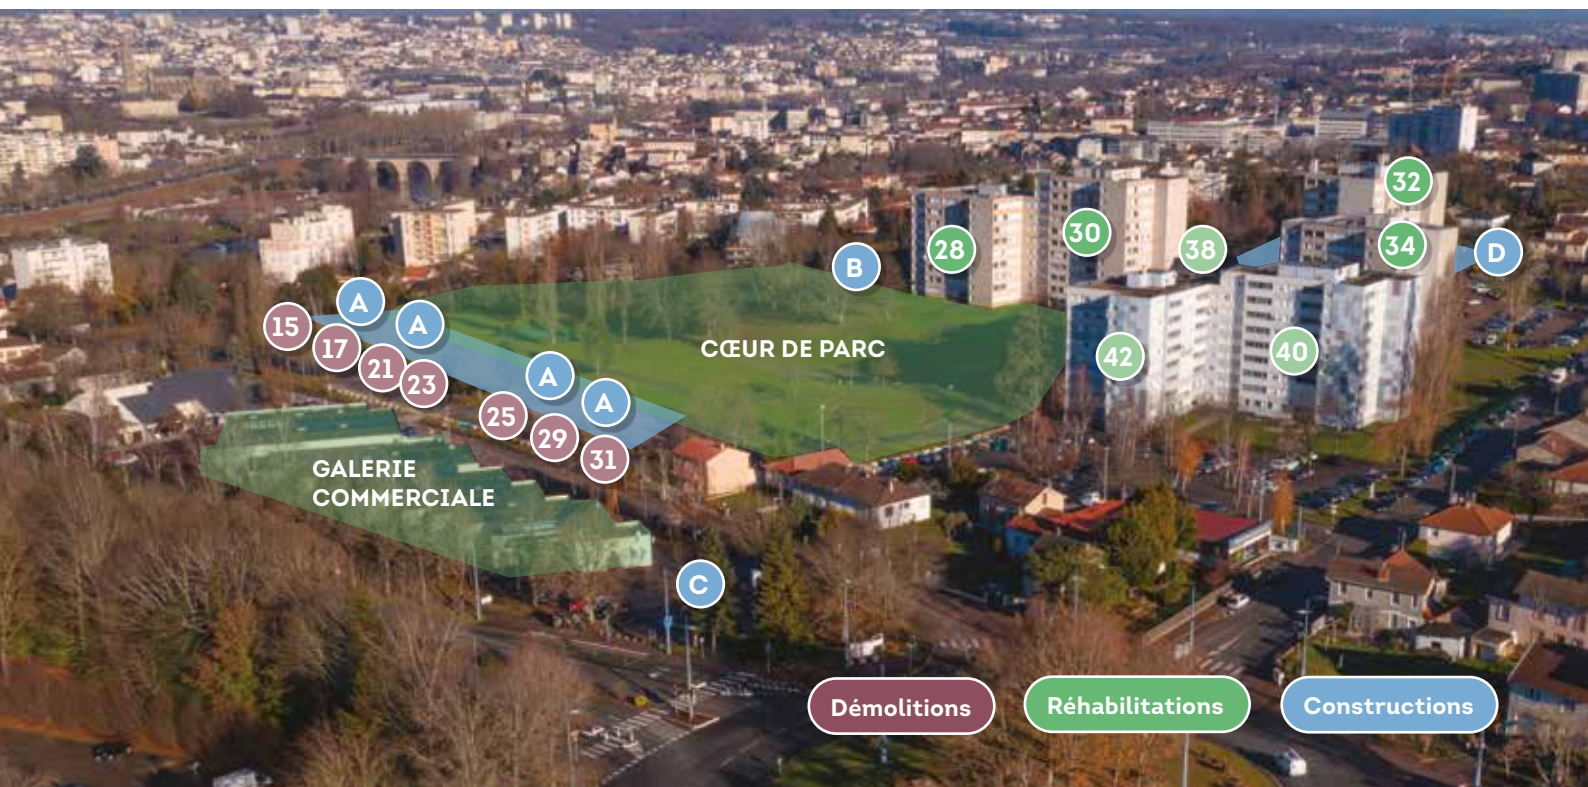 32
30
28
38
34
D
B
A
15
A
17
21
23
CŒUR DE PARC
42
40
A
A
25
29
31
GALERIE
COMMERCIALE
C
Démolitions
Réhabilitations
Constructions